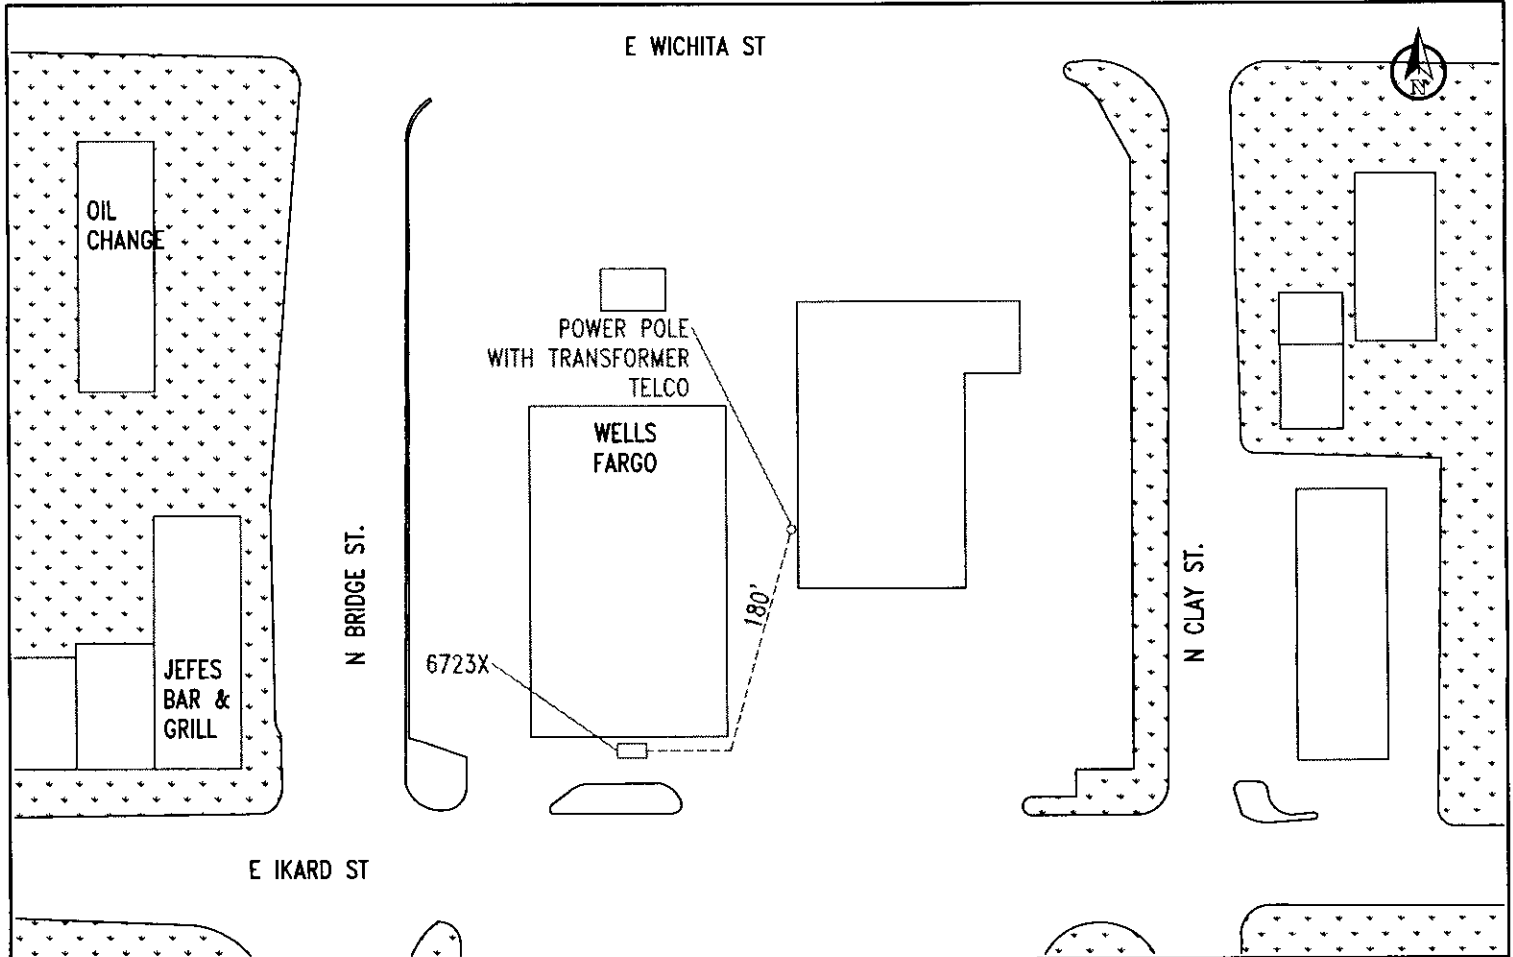 E WICHITA ST
N
OIL
CHANGE
POWER POLE
WITH TRANSFORMER
TELCO
WELLS
FARGO
N BRIDGE ST.
180'
N CLAY ST.
6723X
JEFES
BAR &
GRILL
E IKARD ST